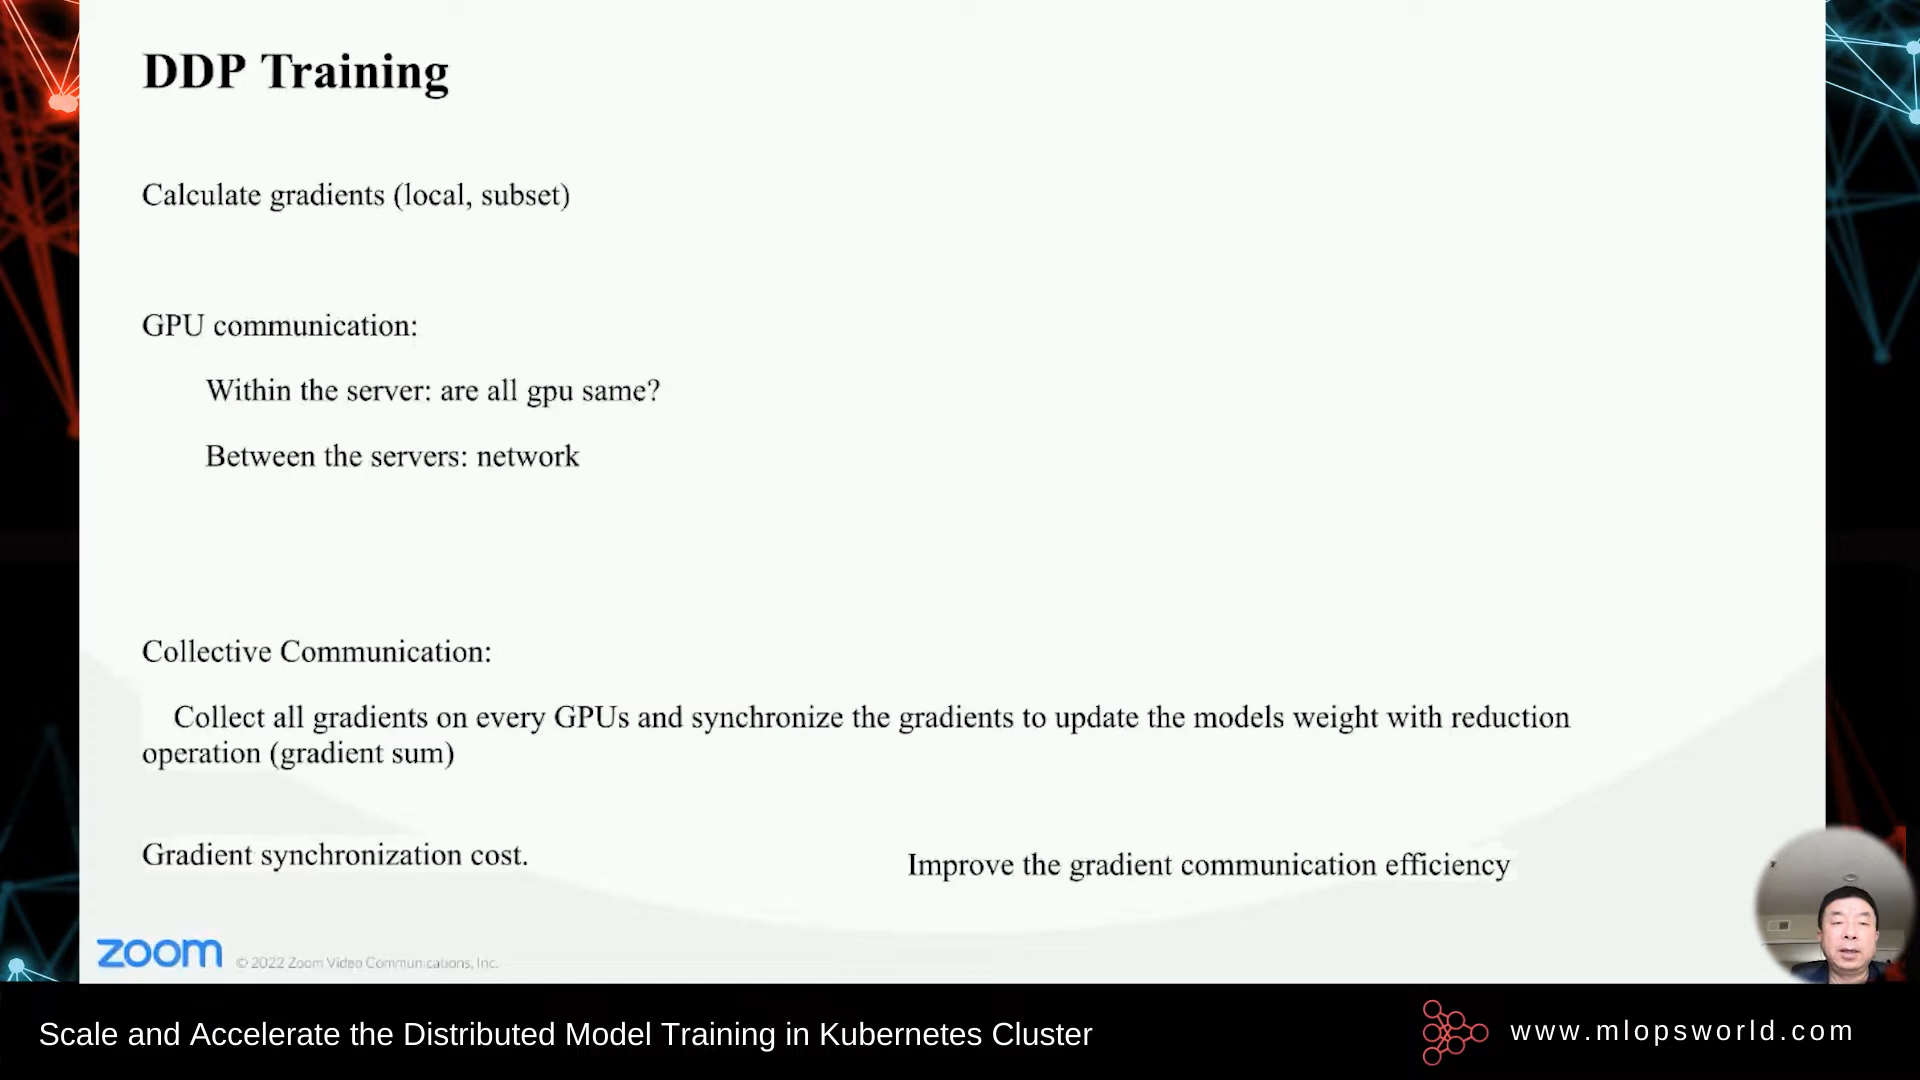 DDP Training
Calculate gradients (local, subset)
GPU communication:
Within the server: are all gpu same?
Between the servers: network
Collective Communication:
Collect all gradients on every GPUs and synchronize the gradients to update the models weight with reduction
operation (gradient sum)
Gradient synchronization cost.
Improve the gradient communication efficiency
zoom © 2022 Zoom Video Communications, Inc.
Scale and Accelerate the Distributed Model Training in Kubernetes Cluster
www.mlopsworld.com